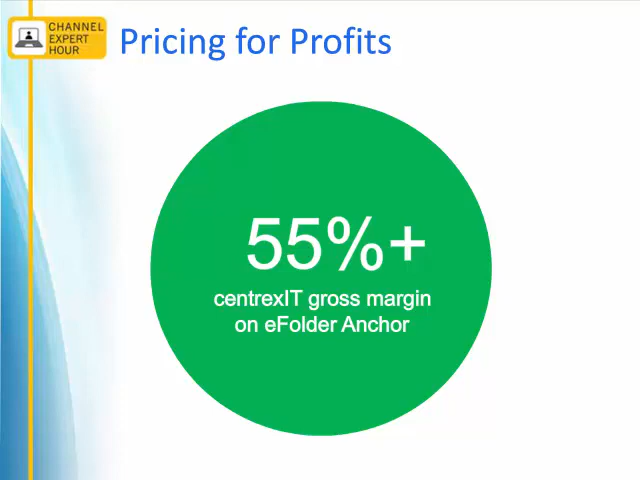 CHANNEL
EXPERT
HOUR
Pricing for Profits
55%+
centrexIT gross margin
on eFolder Anchor